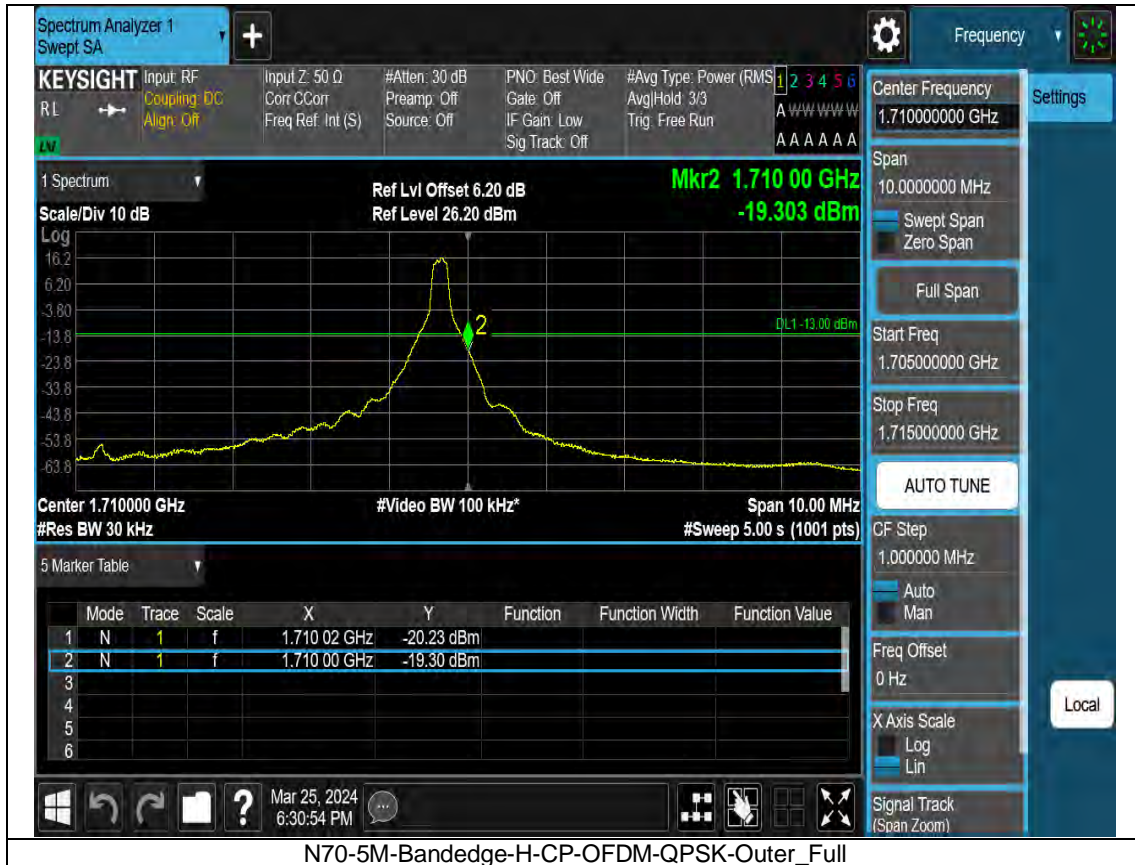 Spectrum Analyzer 1
Swept SA
+
Frequency
KEYSIGHT
RL
LXI
Input: RF
Coupling: DC
Align: Off
Input Z: 50 Ω
Corr CCorr
Freq Ref: Int (S)
#Atten: 30 dB
Preamp: Off
Source: Off
PNO: Best Wide
Gate: Off
IF Gain: Low
Sig Track: Off
#Avg Type: Power (RMS
Avg|Hold: 3/3
Trig: Free Run
1 2 3 4 5 6
A W W W W W
A A A A A A
1 Spectrum
Scale/Div 10 dB
Ref Lvl Offset 6.20 dB
Ref Level 26.20 dBm
Mkr2 1.710 00 GHz
-19.303 dBm
Log
16.2
6.20
-3.80
-13.8
-23.8
-33.8
-43.8
-53.8
-63.8
2
DL1 -13.00 dBm
Center 1.710000 GHz
#Video BW 100 kHz*
Span 10.00 MHz
#Res BW 30 kHz
#Sweep 5.00 s (1001 pts)
5 Marker Table
Mode Trace Scale X Y Function Function Width Function Value
1 N 1 f 1.710 02 GHz -20.23 dBm
2 N 1 f 1.710 00 GHz -19.30 dBm
3
4
5
6
?
Mar 25, 2024
6:30:54 PM
Center Frequency
1.710000000 GHz
Settings
Span
10.0000000 MHz
Swept Span
Zero Span
Full Span
Start Freq
1.705000000 GHz
Stop Freq
1.715000000 GHz
AUTO TUNE
CF Step
1.000000 MHz
Auto
Man
Freq Offset
0 Hz
X Axis Scale
Log
Lin
Local
Signal Track
(Span Zoom)
N70-5M-Bandedge-H-CP-OFDM-QPSK-Outer_Full